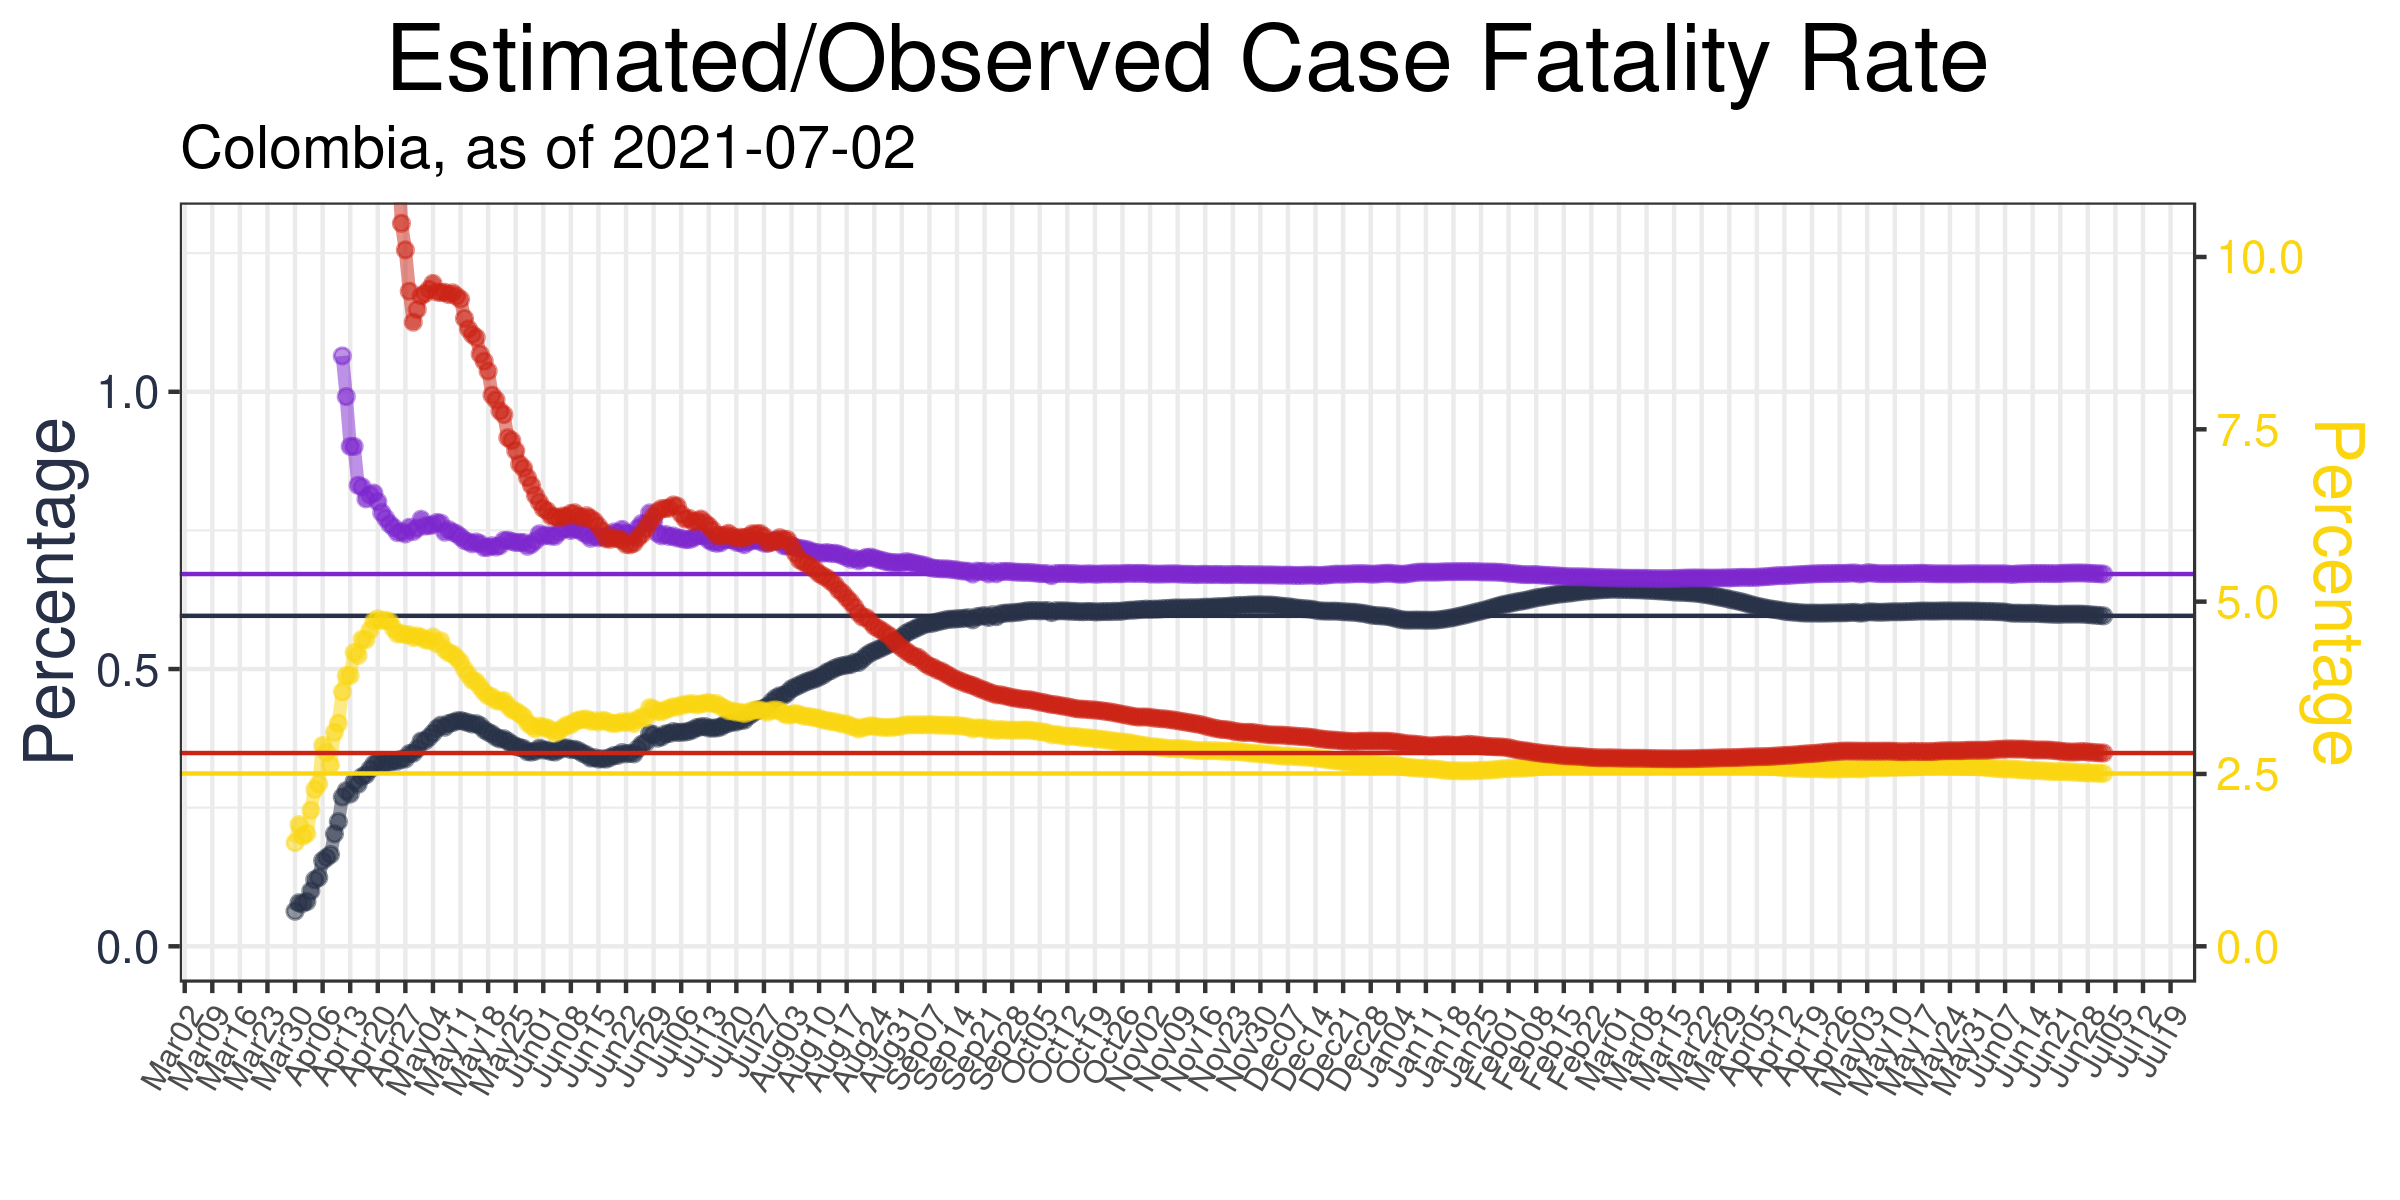 Estimated/Observed Case Fatality Rate
Colombia, as of 2021-07-02
Percentage
1.0
0.5
0.0
10.0
7.5
5.0
2.5
0.0
Percentage
Mar02
Mar09
Mar16
Mar23
Mar30
Apr06
Apr13
Apr20
Apr27
May04
May11
May18
May25
Jun01
Jun08
Jun15
Jun22
Jun29
Jul06
Jul13
Jul20
Jul27
Aug03
Aug10
Aug17
Aug24
Aug31
Sep07
Sep14
Sep21
Sep28
Oct05
Oct12
Oct19
Oct26
Nov02
Nov09
Nov16
Nov23
Nov30
Dec07
Dec14
Dec21
Dec28
Jan04
Jan11
Jan18
Jan25
Feb01
Feb08
Feb15
Feb22
Mar01
Mar08
Mar15
Mar22
Mar29
Apr05
Apr12
Apr19
Apr26
May03
May10
May17
May24
May31
Jun07
Jun14
Jun21
Jun28
Jul05
Jul12
Jul19